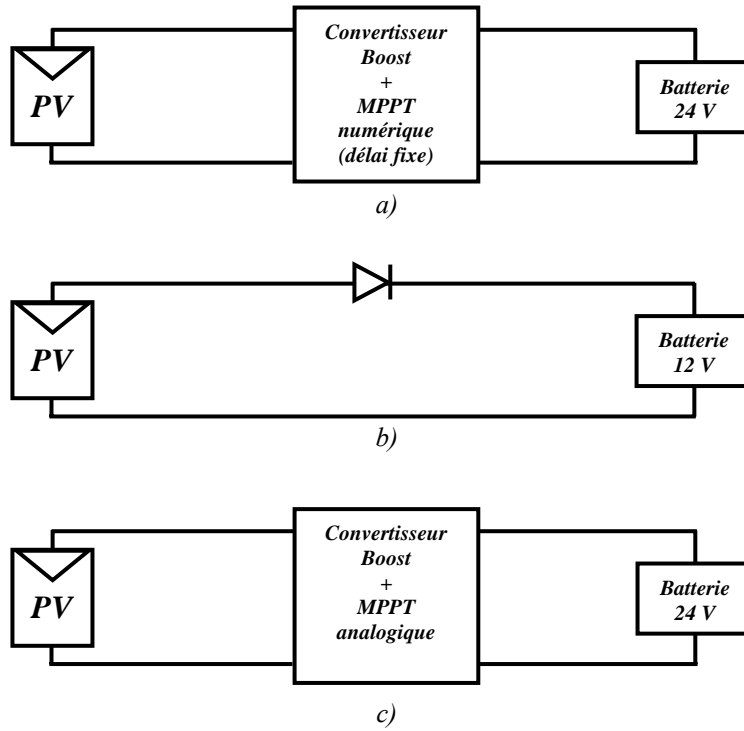 PV
Convertisseur
Boost
+
MPPT
numérique
(délai fixe)
Batterie
24 V
a)
PV
Batterie
12 V
b)
PV
Convertisseur
Boost
+
MPPT
analogique
Batterie
24 V
c)